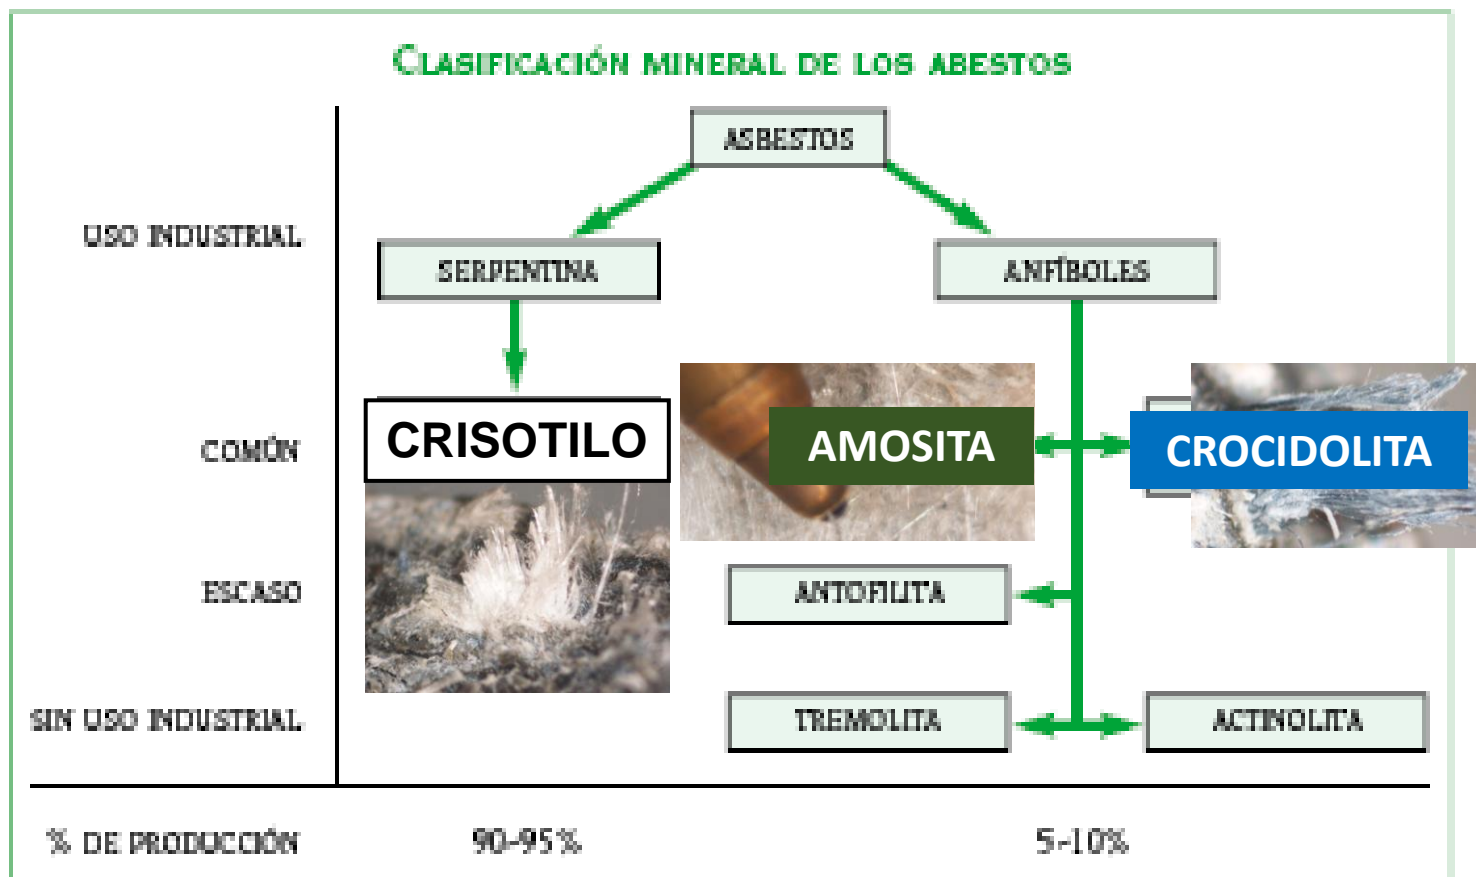 CLASIFICACIÓN MINERAL DE LOS ABESTOS
ASBESTOS
USO INDUSTRIAL
SERPENTINA
ANFÍBOLES
COMÚN
CRISOTILO
AMOSITA
CROCIDOLITA
ESCASO
ANTOFILITA
SIN USO INDUSTRIAL
TREMOLITA
ACTINOLITA
% DE PRODUCCIÓN
90-95%
5-10%